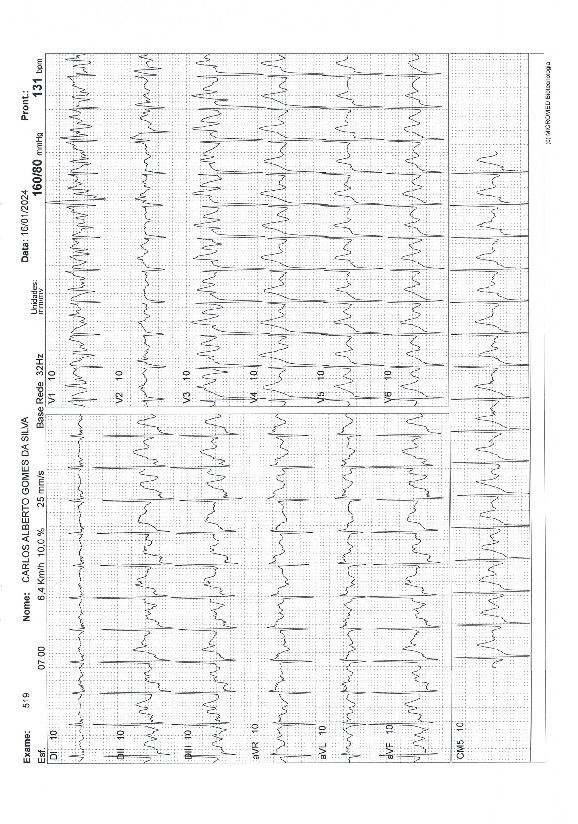 Exame: 519 Nome: CARLOS ALBERTO GOMES DA SILVA Data: 10/01/2024 Pront.:
Esf. 07:00 6,4 Km/h 10,0 % 25 mm/s Base Rede 32Hz Unidades: mm/mV 160/80 mmHg 131 bpm
DI 10 V1 10
DII 10 V2 10
DIII 10 V3 10
aVR 10 V4 10
aVL 10 V5 10
aVF 10 V6 10
CM5 10
(c) MICROMED Biotecnologia